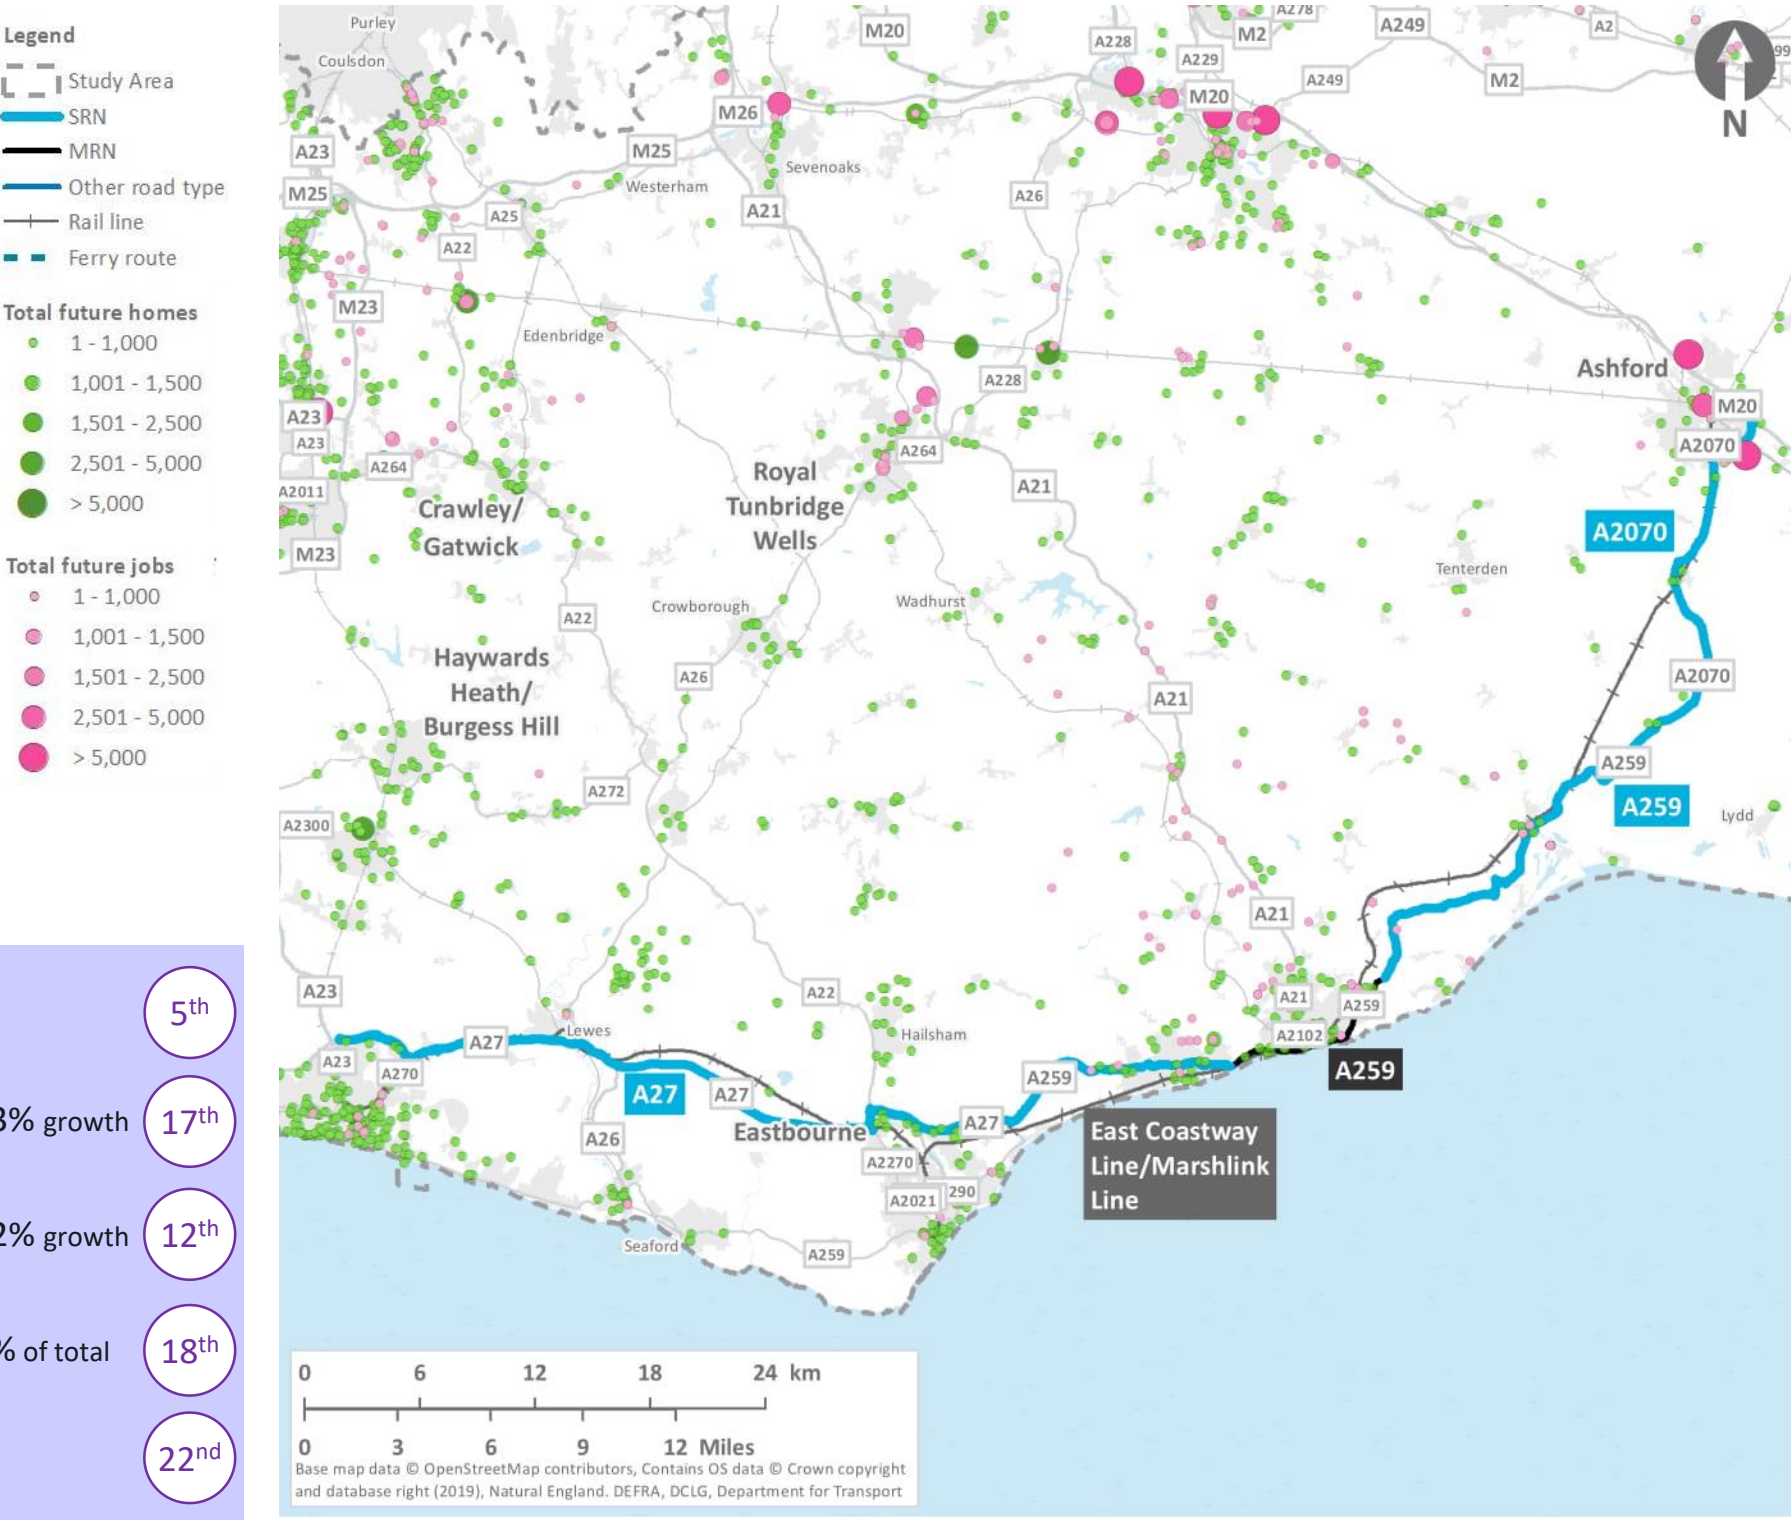 Legend
Study Area
SRN
MRN
Other road type
Rail line
Ferry route
Total future homes
1 - 1,000
1,001 - 1,500
1,501 - 2,500
2,501 - 5,000
> 5,000
Total future jobs
1 - 1,000
1,001 - 1,500
1,501 - 2,500
2,501 - 5,000
> 5,000
5th
3% growth 17th
2% growth 12th
% of total 18th
22nd
Purley
Coulsdon
M20
A228
A278
M2
A249
A2
A229
A249
M2
99
N
M26
M20
A23
M25
Sevenoaks
Westerham
M25
A26
A21
A25
A22
M23
Edenbridge
Ashford
A228
M20
A23
A23
A264
A264
A2070
Royal
Tunbridge
Wells
A21
A2011
Crawley/
Gatwick
A2070
M23
Tenterden
Crowborough
Wadhurst
A22
Haywards
Heath/
Burgess Hill
A26
A21
A2070
A259
A272
A259
Lydd
A2300
A21
A23
A22
A21
A259
Lewes
Hailsham
A2102
A27
A23
A270
A259
A259
A27
A27
A27
Eastbourne
East Coastway
Line/Marshlink
Line
A26
A2270
A2021
290
Seaford
A259
0 6 12 18 24 km
0 3 6 9 12 Miles
Base map data © OpenStreetMap contributors, Contains OS data © Crown copyright
and database right (2019), Natural England. DEFRA, DCLG, Department for Transport